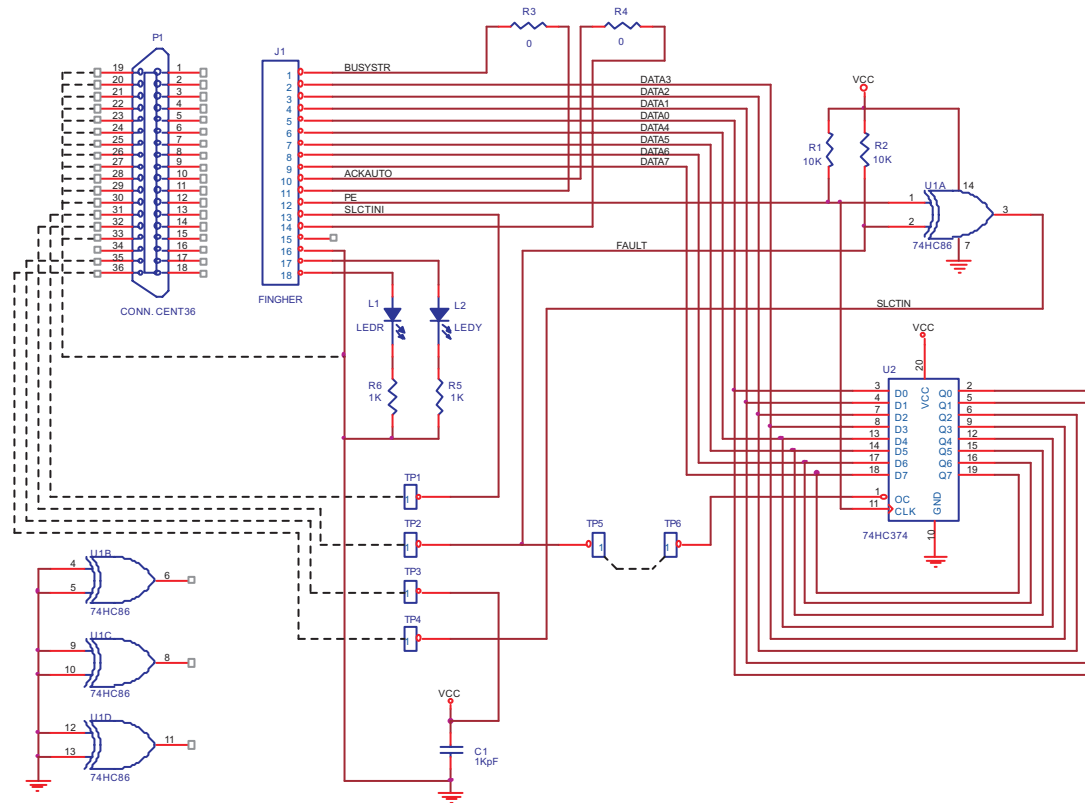 P1
19 1
20 2
21 3
22 4
23 5
24 6
25 7
26 8
27 9
28 10
29 11
30 12
31 13
32 14
33 15
34 16
35 17
36 18
CONN. CENT36
J1
1
2
3
4
5
6
7
8
9
10
11
12
13
14
15
16
17
18
FINGHER
BUSYSTR
DATA3
DATA2
DATA1
DATA0
DATA4
DATA5
DATA6
DATA7
ACKAUTO
PE
SLCTINI
R3
0
R4
0
VCC
R1
10K
R2
10K
U1A
14
1
2
3
7
74HC86
FAULT
SLCTIN
L1
LEDR
L2
LEDY
R6
1K
R5
1K
VCC
20
U2
3 D0 Q0 2
4 D1 Q1 5
7 D2 Q2 6
8 D3 Q3 9
13 D4 Q4 12
14 D5 Q5 15
17 D6 Q6 16
18 D7 Q7 19
VCC
1 OC
11 CLK
GND
10
74HC374
TP1
1
TP2
1
TP3
1
TP4
1
TP5
1
TP6
1
U1B
4
5
6
74HC86
U1C
9
10
8
74HC86
U1D
12
13
11
74HC86
VCC
C1
1KpF